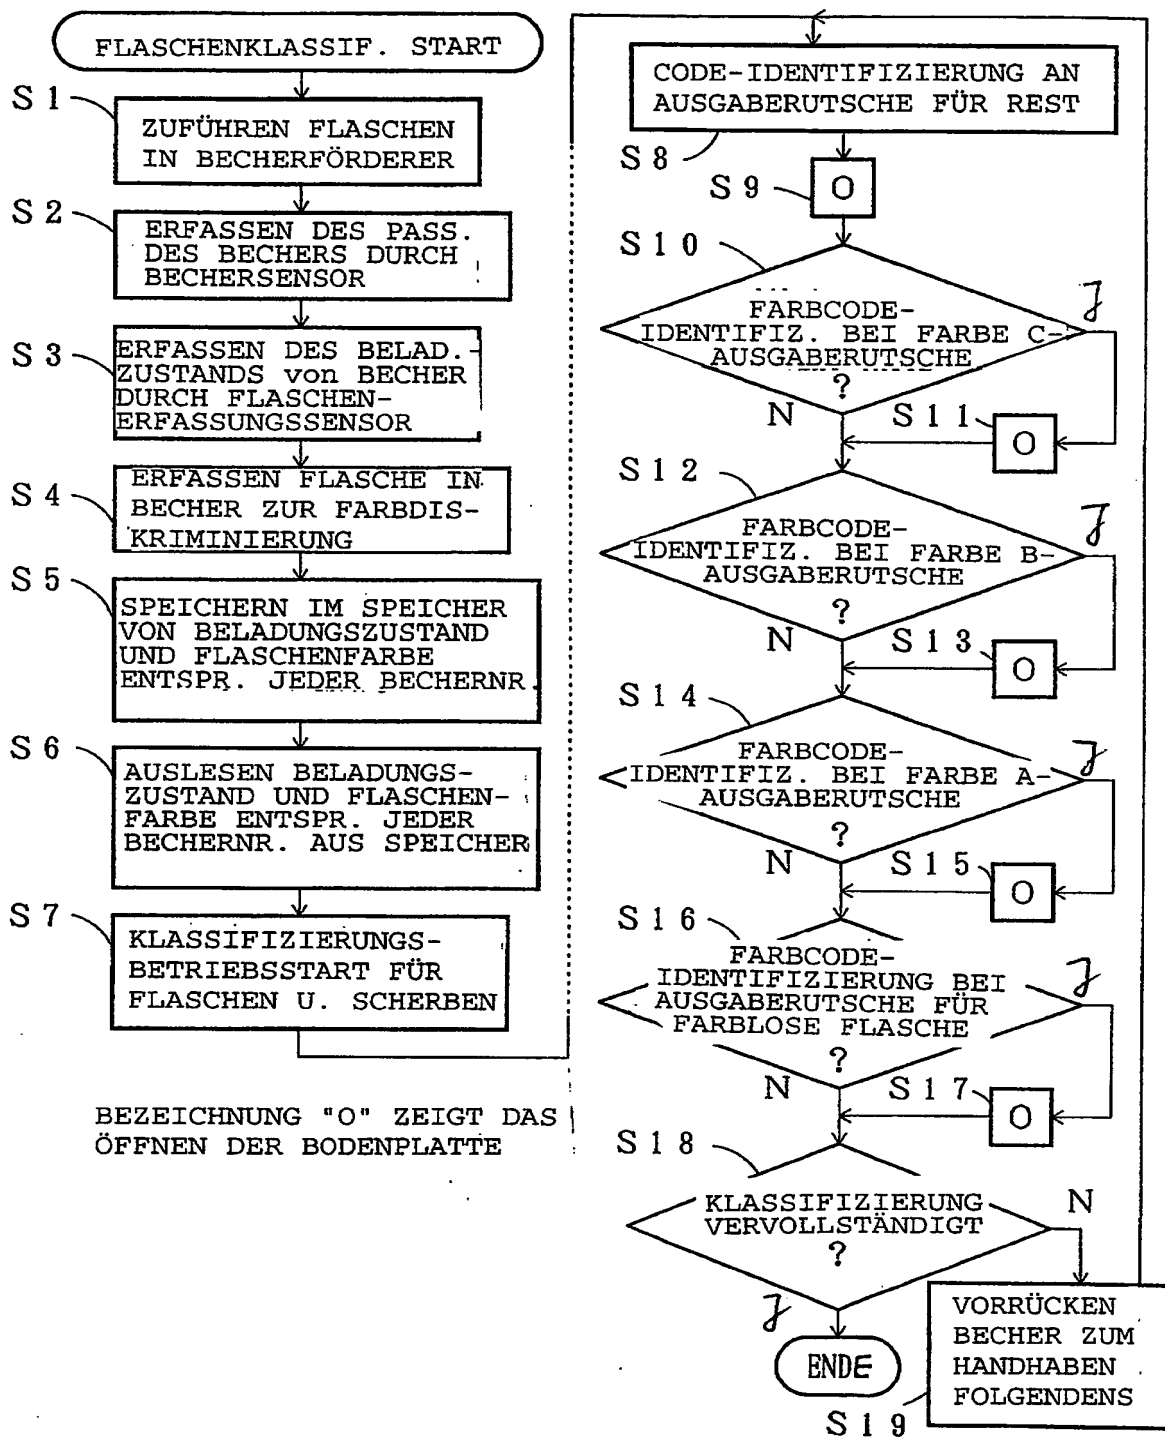 FLASCHENKLASSIF. START
S 1
ZUFÜHREN FLASCHEN
IN BECHERFÖRDERER
S 2
ERFASSEN DES PASS.
DES BECHERS DURCH
BECHERSENSOR
S 3
ERFASSEN DES BELAD.-
ZUSTANDS von BECHER
DURCH FLASCHEN-
ERFASSUNGSSENSOR
S 4
ERFASSEN FLASCHE IN
BECHER ZUR FARBDIS-
KRIMINIERUNG
S 5
SPEICHERN IM SPEICHER
VON BELADUNGSZUSTAND
UND FLASCHENFARBE
ENTSPR. JEDER BECHERNR.
S 6
AUSLESEN BELADUNGS-
ZUSTAND UND FLASCHEN-
FARBE ENTSPR. JEDER
BECHERNR. AUS SPEICHER
S 7
KLASSIFIZIERUNGS-
BETRIEBSSTART FÜR
FLASCHEN U. SCHERBEN
BEZEICHNUNG "O" ZEIGT DAS
ÖFFNEN DER BODENPLATTE
CODE-IDENTIFIZIERUNG AN
AUSGABERUTSCHE FÜR REST
S 8
S 9
O
S 1 0
FARBCODE-
IDENTIFIZ. BEI FARBE C-
AUSGABERUTSCHE
?
J
N
S 1 1
O
S 1 2
FARBCODE-
IDENTIFIZ. BEI FARBE B-
AUSGABERUTSCHE
?
J
N
S 1 3
O
S 1 4
FARBCODE-
IDENTIFIZ. BEI FARBE A-
AUSGABERUTSCHE
?
J
N
S 1 5
O
S 1 6
FARBCODE-
IDENTIFIZIERUNG BEI
AUSGABERUTSCHE FÜR
FARBLOSE FLASCHE
?
J
N
S 1 7
O
S 1 8
KLASSIFIZIERUNG
VERVOLLSTÄNDIGT
?
N
J
ENDE
VORRÜCKEN
BECHER ZUM
HANDHABEN
FOLGENDENS
S 1 9